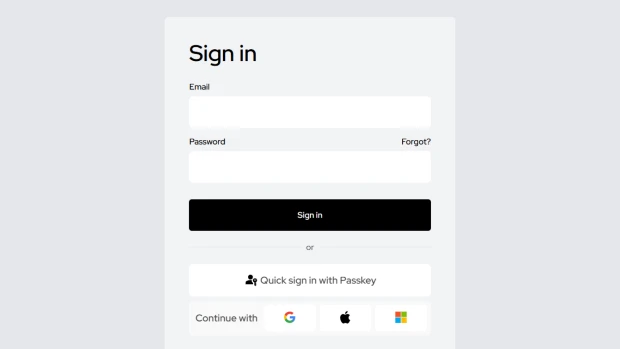 Sign in
Email
Password Forgot?
Sign in
or
Quick sign in with Passkey
Continue with